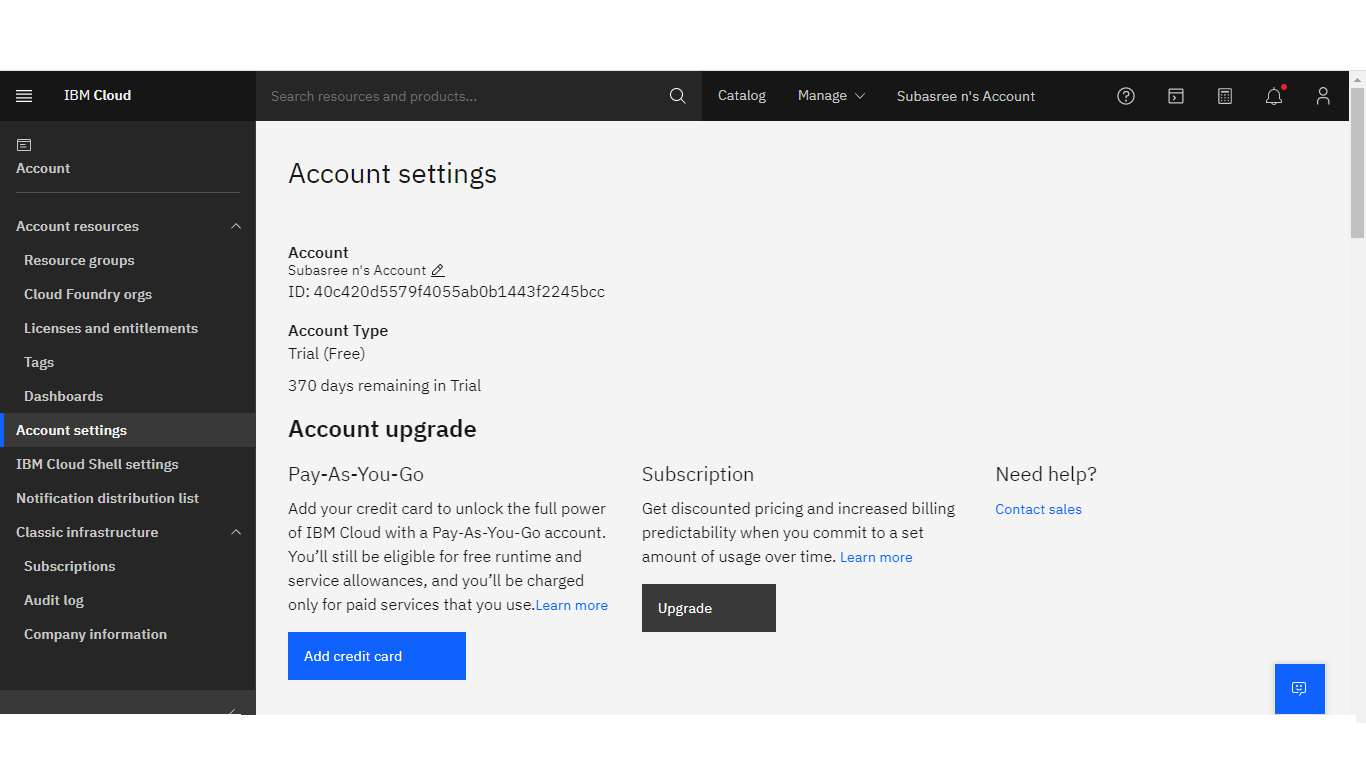 IBM Cloud
Search resources and products...
Catalog
Manage
Subasree n's Account
Account
Account resources
Resource groups
Cloud Foundry orgs
Licenses and entitlements
Tags
Dashboards
Account settings
IBM Cloud Shell settings
Notification distribution list
Classic infrastructure
Subscriptions
Audit log
Company information
Account settings
Account
Subasree n's Account
ID: 40c420d5579f4055ab0b1443f2245bcc
Account Type
Trial (Free)
370 days remaining in Trial
Account upgrade
Pay-As-You-Go
Add your credit card to unlock the full power
of IBM Cloud with a Pay-As-You-Go account.
You’ll still be eligible for free runtime and
service allowances, and you’ll be charged
only for paid services that you use.Learn more
Add credit card
Subscription
Get discounted pricing and increased billing
predictability when you commit to a set
amount of usage over time. Learn more
Upgrade
Need help?
Contact sales